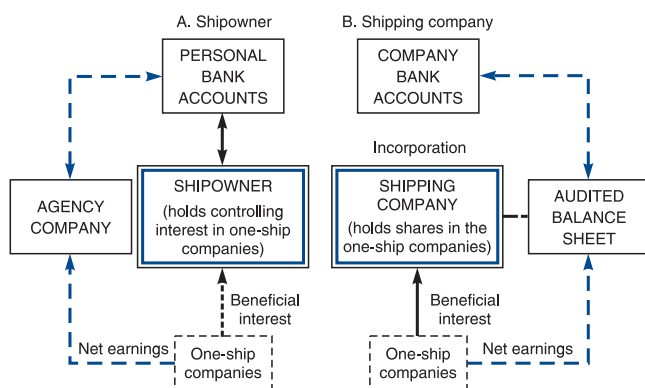 A. Shipowner
PERSONAL
BANK
ACCOUNTS
AGENCY
COMPANY
SHIPOWNER
(holds controlling
interest in one-ship
companies)
Beneficial
interest
Net earnings
One-ship
companies
B. Shipping company
COMPANY
BANK
ACCOUNTS
Incorporation
SHIPPING
COMPANY
(holds shares in the
one-ship companies)
AUDITED
BALANCE
SHEET
Beneficial
interest
One-ship
companies
Net earnings